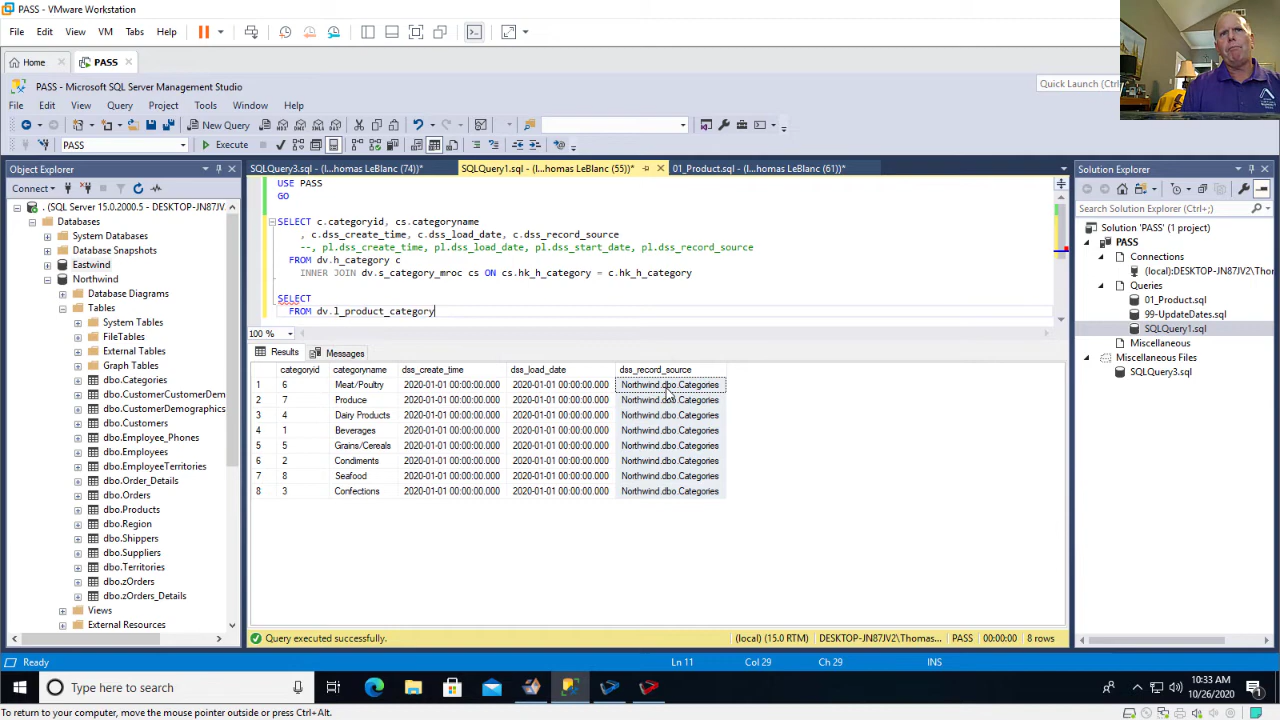 PASS - VMware Workstation
File Edit View VM Tabs Help
Home PASS
PASS - Microsoft SQL Server Management Studio
Quick Launch (Ctrl+
File Edit View Query Project Tools Window Help
New Query
PASS Execute
Object Explorer
SQLQuery3.sql - (l...homas LeBlanc (74))* SQLQuery1.sql - (l...homas LeBlanc (55))* 01_Product.sql - (l...homas LeBlanc (61))*
Solution Explorer
Connect
Search Solution Explorer (Ctrl+;)
. (SQL Server 15.0.2000.5 - DESKTOP-NJ87JV
Databases
System Databases
Database Snapshots
Eastwind
Northwind
Database Diagrams
Tables
System Tables
FileTables
External Tables
Graph Tables
dbo.Categories
dbo.CustomerCustomerDem
dbo.Customers
dbo.Employee_Phones
dbo.Employees
dbo.EmployeeTerritories
dbo.Order_Details
dbo.Orders
dbo.Products
dbo.Region
dbo.Shippers
dbo.Suppliers
dbo.Territories
dbo.zOrders
dbo.zOrders_Details
Views
External Resources
USE PASS
GO
SELECT c.categoryid, cs.categoryname
, c.dss_create_time, c.dss_load_date, c.dss_record_source
--, pl.dss_create_time, pl.dss_load_date, pl.dss_start_date, pl.dss_record_source
FROM dv.h_category c
INNER JOIN dv.s_category_mroc cs ON cs.hk_h_category = c.hk_h_category
SELECT
FROM dv.l_product_category
100 %
Results Messages
categoryid categoryname dss_create_time dss_load_date dss_record_source
1 6 Meat/Poultry 2020-01-01 00:00:00.000 2020-01-01 00:00:00.000 Northwind.dbo.Categories
2 7 Produce 2020-01-01 00:00:00.000 2020-01-01 00:00:00.000 Northwind.dbo.Categories
3 4 Dairy Products 2020-01-01 00:00:00.000 2020-01-01 00:00:00.000 Northwind.dbo.Categories
4 1 Beverages 2020-01-01 00:00:00.000 2020-01-01 00:00:00.000 Northwind.dbo.Categories
5 5 Grains/Cereals 2020-01-01 00:00:00.000 2020-01-01 00:00:00.000 Northwind.dbo.Categories
6 2 Condiments 2020-01-01 00:00:00.000 2020-01-01 00:00:00.000 Northwind.dbo.Categories
7 8 Seafood 2020-01-01 00:00:00.000 2020-01-01 00:00:00.000 Northwind.dbo.Categories
8 3 Confections 2020-01-01 00:00:00.000 2020-01-01 00:00:00.000 Northwind.dbo.Categories
Solution 'PASS' (1 project)
PASS
Connections
(local):DESKTOP-JN87JV2\Thoma
Queries
01_Product.sql
99-UpdateDates.sql
SQLQuery1.sql
Miscellaneous
Miscellaneous Files
SQLQuery3.sql
Query executed successfully. (local) (15.0 RTM) DESKTOP-JN87JV2\Thomas... PASS 00:00:00 8 rows
Ready Ln 11 Col 29 Ch 29 INS
Type here to search
10:33 AM
10/26/2020
To return to your computer, move the mouse pointer outside or press Ctrl+Alt.